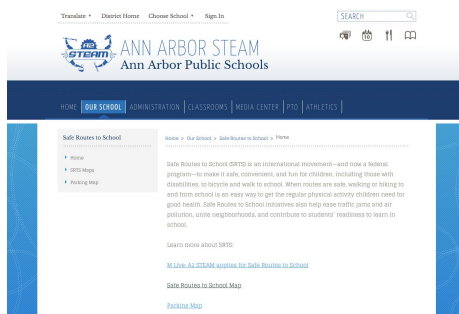 Translate District Home Choose School Sign In
SEARCH
A2
STEAM
ANN ARBOR STEAM
Ann Arbor Public Schools
10
HOME OUR SCHOOL ADMINISTRATION CLASSROOMS MEDIA CENTER PTO ATHLETICS
Safe Routes to School
Home
SRTS Maps
Parking Map
Home > Our School > Safe Routes to School > Home
Safe Routes to School (SRTS) is an international movement—and now a federal
program—to make it safe, convenient, and fun for children, including those with
disabilities, to bicycle and walk to school. When routes are safe, walking or biking to
and from school is an easy way to get the regular physical activity children need for
good health. Safe Routes to School initiatives also help ease traffic jams and air
pollution, unite neighborhoods, and contribute to students' readiness to learn in
school.
Learn more about SRTS:
M Live: A2 STEAM applies for Safe Routes to School
Safe Routes to School Map
Parking Map